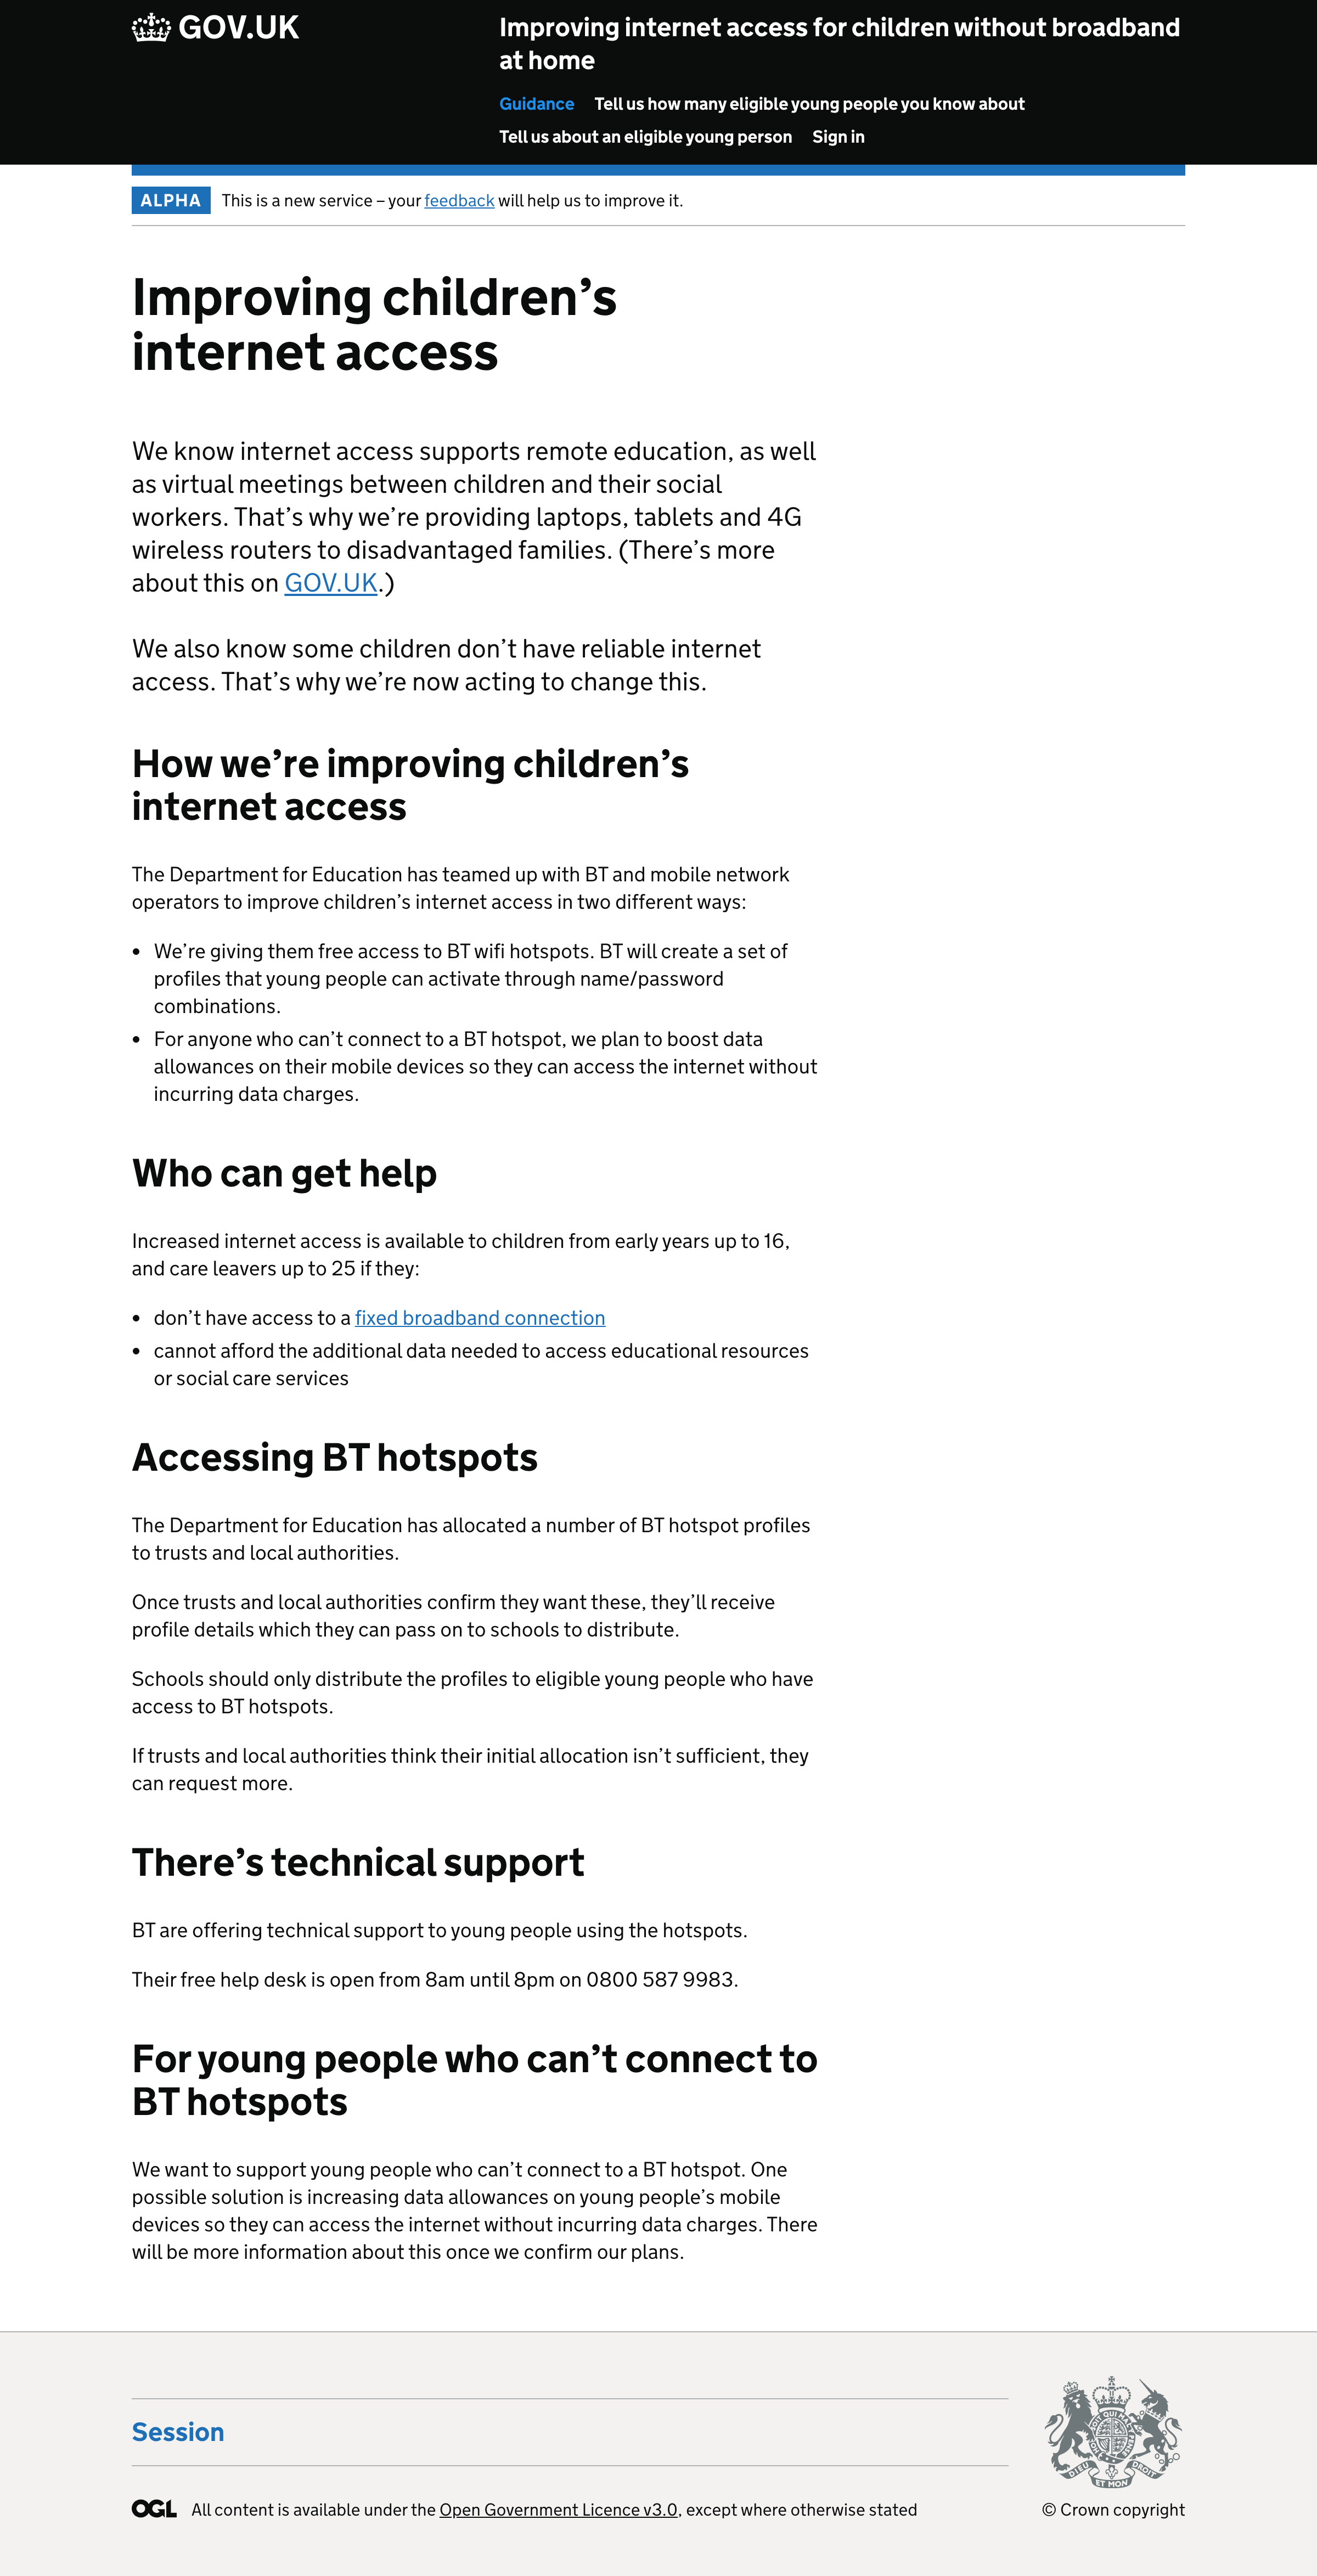 GOV.UK
Improving internet access for children without broadband
at home
Guidance Tell us how many eligible young people you know about
Tell us about an eligible young person Sign in
ALPHA This is a new service – your feedback will help us to improve it.
Improving children’s
internet access
We know internet access supports remote education, as well
as virtual meetings between children and their social
workers. That’s why we’re providing laptops, tablets and 4G
wireless routers to disadvantaged families. (There’s more
about this on GOV.UK.)
We also know some children don’t have reliable internet
access. That’s why we’re now acting to change this.
How we’re improving children’s
internet access
The Department for Education has teamed up with BT and mobile network
operators to improve children’s internet access in two different ways:
• We’re giving them free access to BT wifi hotspots. BT will create a set of
profiles that young people can activate through name/password
combinations.
• For anyone who can’t connect to a BT hotspot, we plan to boost data
allowances on their mobile devices so they can access the internet without
incurring data charges.
Who can get help
Increased internet access is available to children from early years up to 16,
and care leavers up to 25 if they:
• don’t have access to a fixed broadband connection
• cannot afford the additional data needed to access educational resources
or social care services
Accessing BT hotspots
The Department for Education has allocated a number of BT hotspot profiles
to trusts and local authorities.
Once trusts and local authorities confirm they want these, they’ll receive
profile details which they can pass on to schools to distribute.
Schools should only distribute the profiles to eligible young people who have
access to BT hotspots.
If trusts and local authorities think their initial allocation isn’t sufficient, they
can request more.
There’s technical support
BT are offering technical support to young people using the hotspots.
Their free help desk is open from 8am until 8pm on 0800 587 9983.
For young people who can’t connect to
BT hotspots
We want to support young people who can’t connect to a BT hotspot. One
possible solution is increasing data allowances on young people’s mobile
devices so they can access the internet without incurring data charges. There
will be more information about this once we confirm our plans.
Session
OGL All content is available under the Open Government Licence v3.0, except where otherwise stated
DIEU ET MON DROIT
© Crown copyright